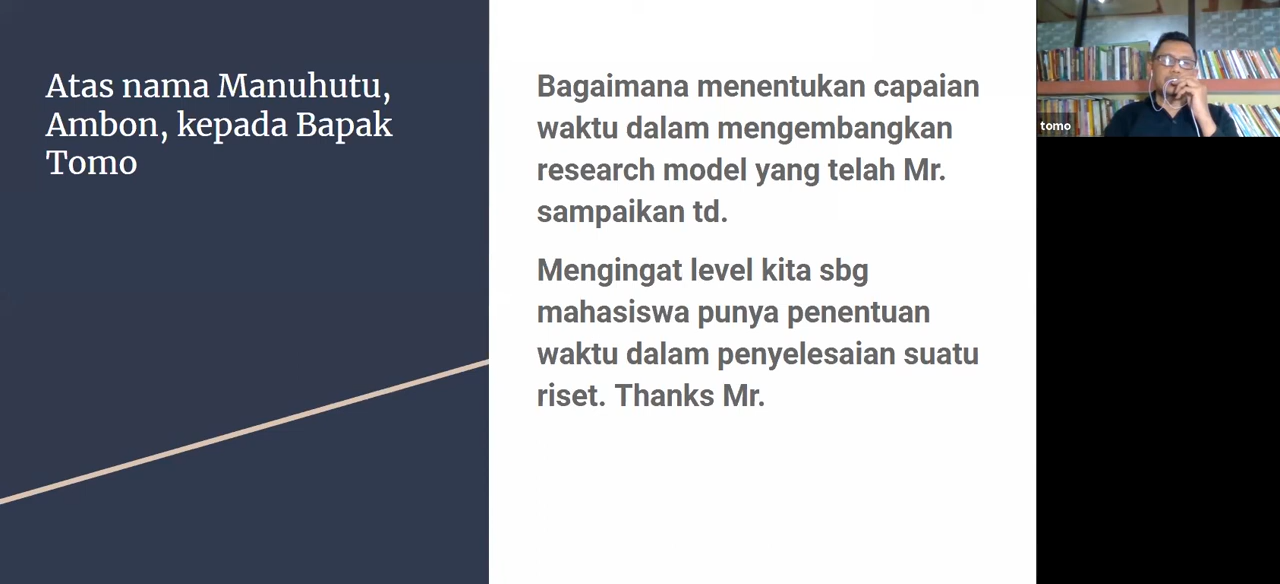 Atas nama Manuhutu,
Ambon, kepada Bapak
Tomo
Bagaimana menentukan capaian
waktu dalam mengembangkan
research model yang telah Mr.
sampaikan td.
Mengingat level kita sbg
mahasiswa punya penentuan
waktu dalam penyelesaian suatu
riset. Thanks Mr.
tomo